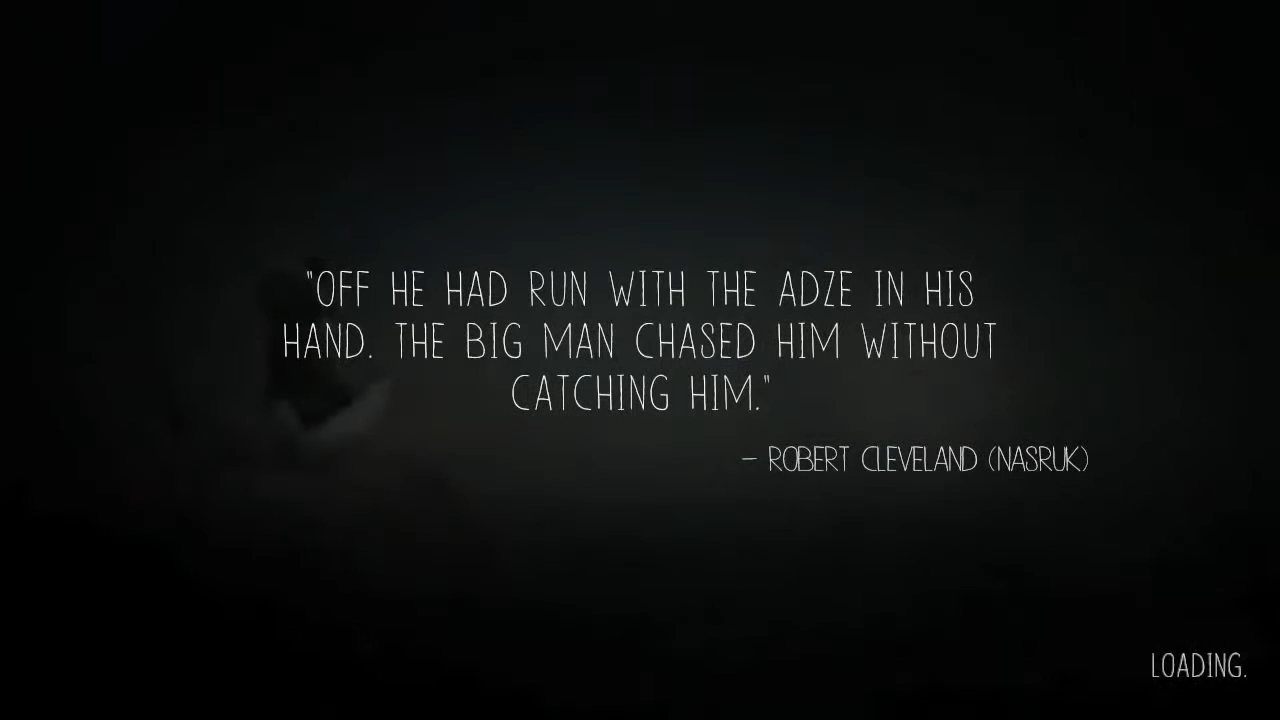 "OFF HE HAD RUN WITH THE ADZE IN HIS
HAND. THE BIG MAN CHASED HIM WITHOUT
CATCHING HIM."
– ROBERT CLEVELAND (NASRUK)
LOADING.